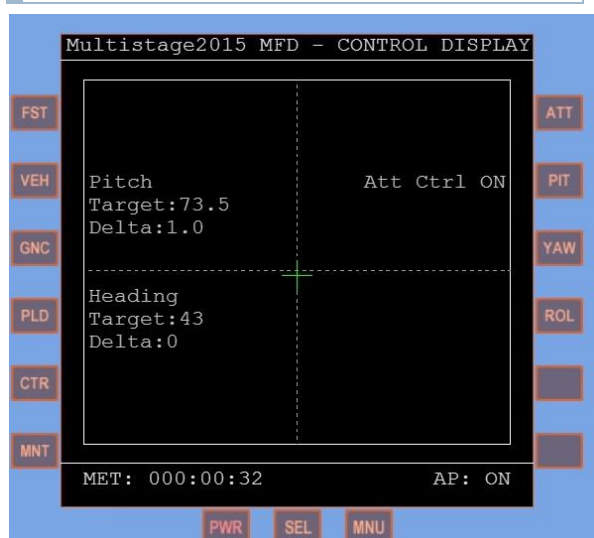 Multistage2015 MFD - CONTROL DISPLAY
FST
ATT
VEH
Pitch
Att Ctrl ON
PIT
Target:73.5
Delta:1.0
GNC
YAW
Heading
PLD
Target:43
ROL
Delta:0
CTR
MNT
MET: 000:00:32
AP: ON
PWR
SEL
MNU